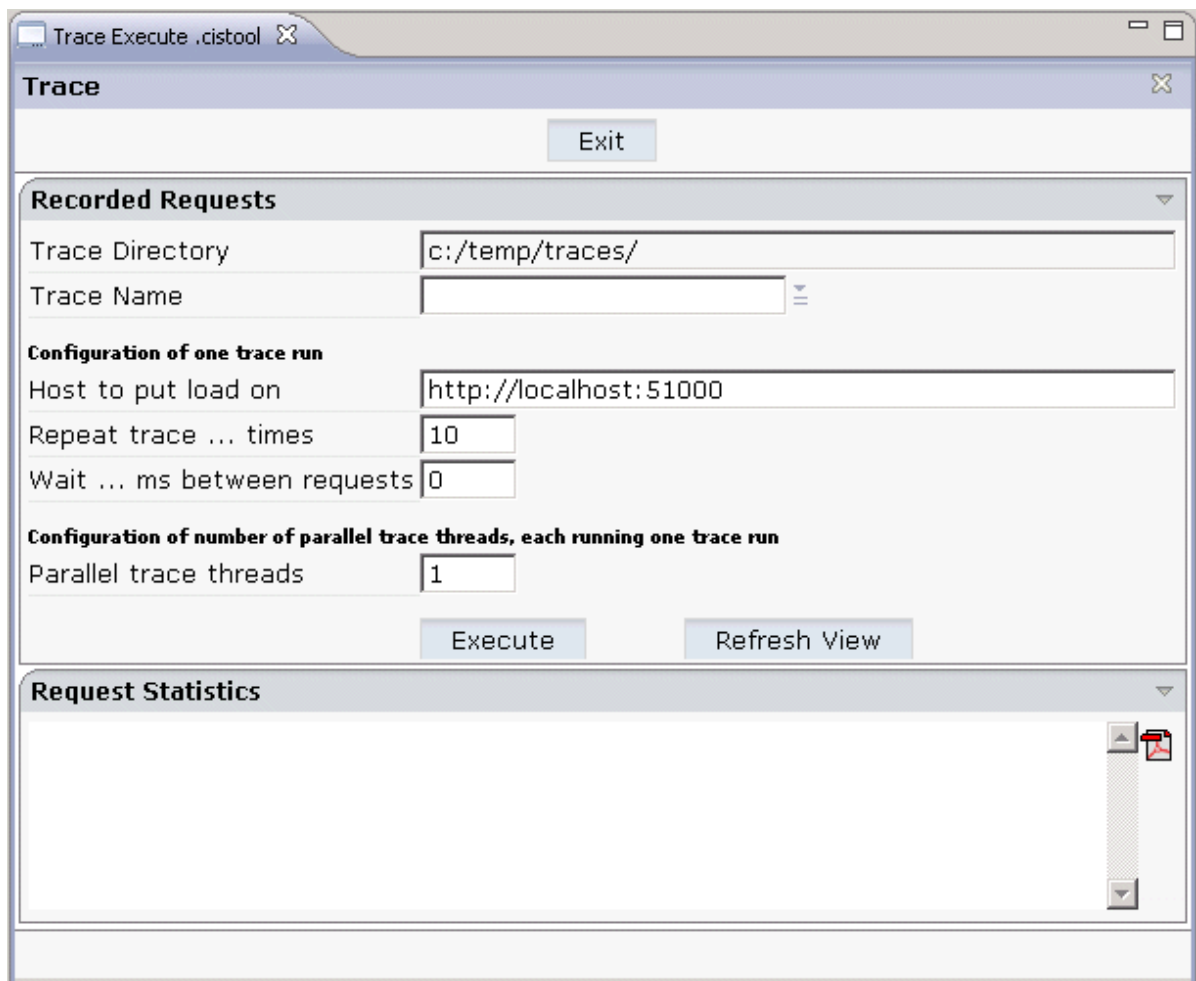 Trace Execute .cistool
Trace
Exit
Recorded Requests
Trace Directory c:/temp/traces/
Trace Name
Configuration of one trace run
Host to put load on http://localhost:51000
Repeat trace ... times 10
Wait ... ms between requests 0
Configuration of number of parallel trace threads, each running one trace run
Parallel trace threads 1
Execute Refresh View
Request Statistics